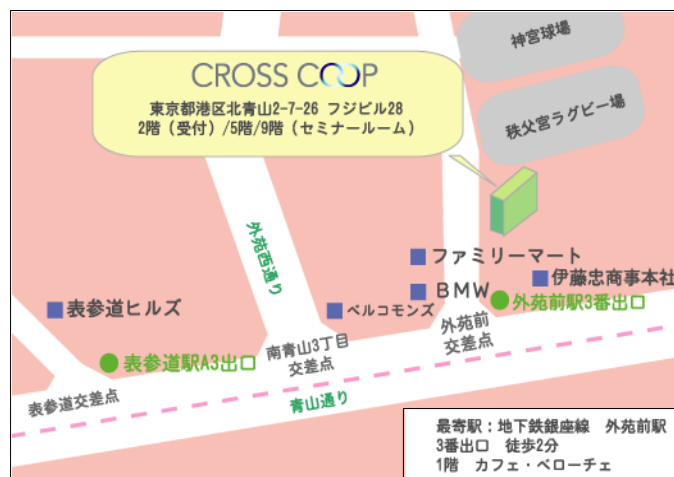 神宮球場
CROSS COOP
東京都港区北青山2-7-26 フジビル28
2階（受付）/5階/9階（セミナールーム）
秩父宮ラグビー場
外苑西通り
ファミリーマート
伊藤忠商事本社
BMW
外苑前駅3番出口
表参道ヒルズ
ベルコモンズ
外苑前
交差点
南青山3丁目
交差点
表参道駅A3出口
表参道交差点
青山通り
最寄駅：地下鉄銀座線　外苑前駅
3番出口　徒歩2分
1階　カフェ・ベローチェ